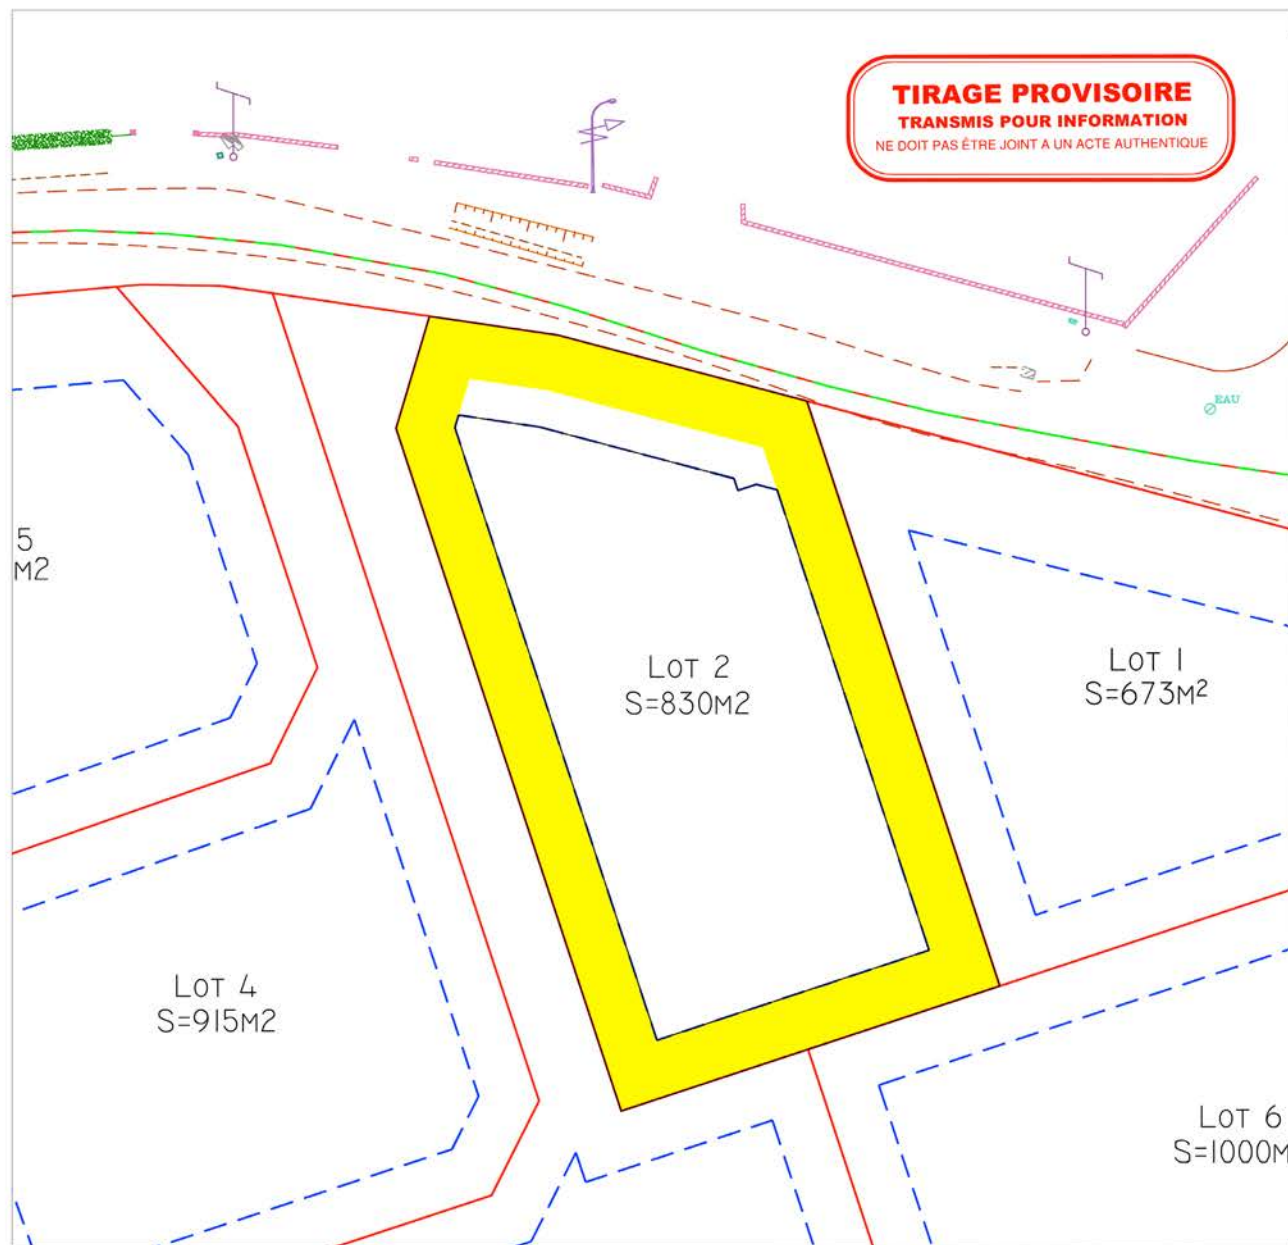 TIRAGE PROVISOIRE
TRANSMIS POUR INFORMATION
NE DOIT PAS ÊTRE JOINT A UN ACTE AUTHENTIQUE
EAU
5
M2
LOT 2
S=830M2
LOT 1
S=673M²
LOT 4
S=915M2
LOT 6
S=1000M